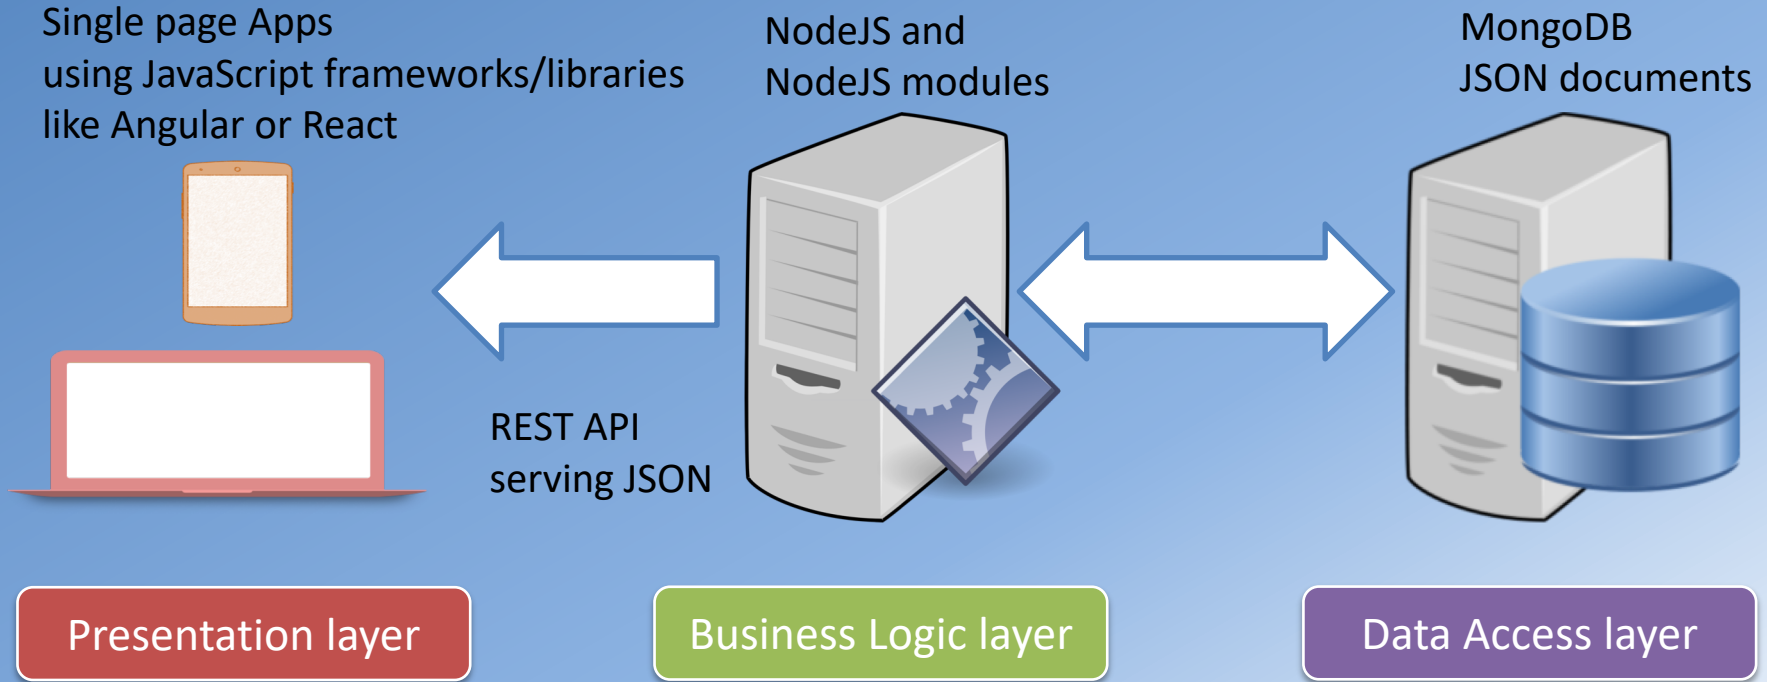 Single page Apps
using JavaScript frameworks/libraries
like Angular or React
NodeJS and
NodeJS modules
MongoDB
JSON documents
REST API
serving JSON
Presentation layer
Business Logic layer
Data Access layer